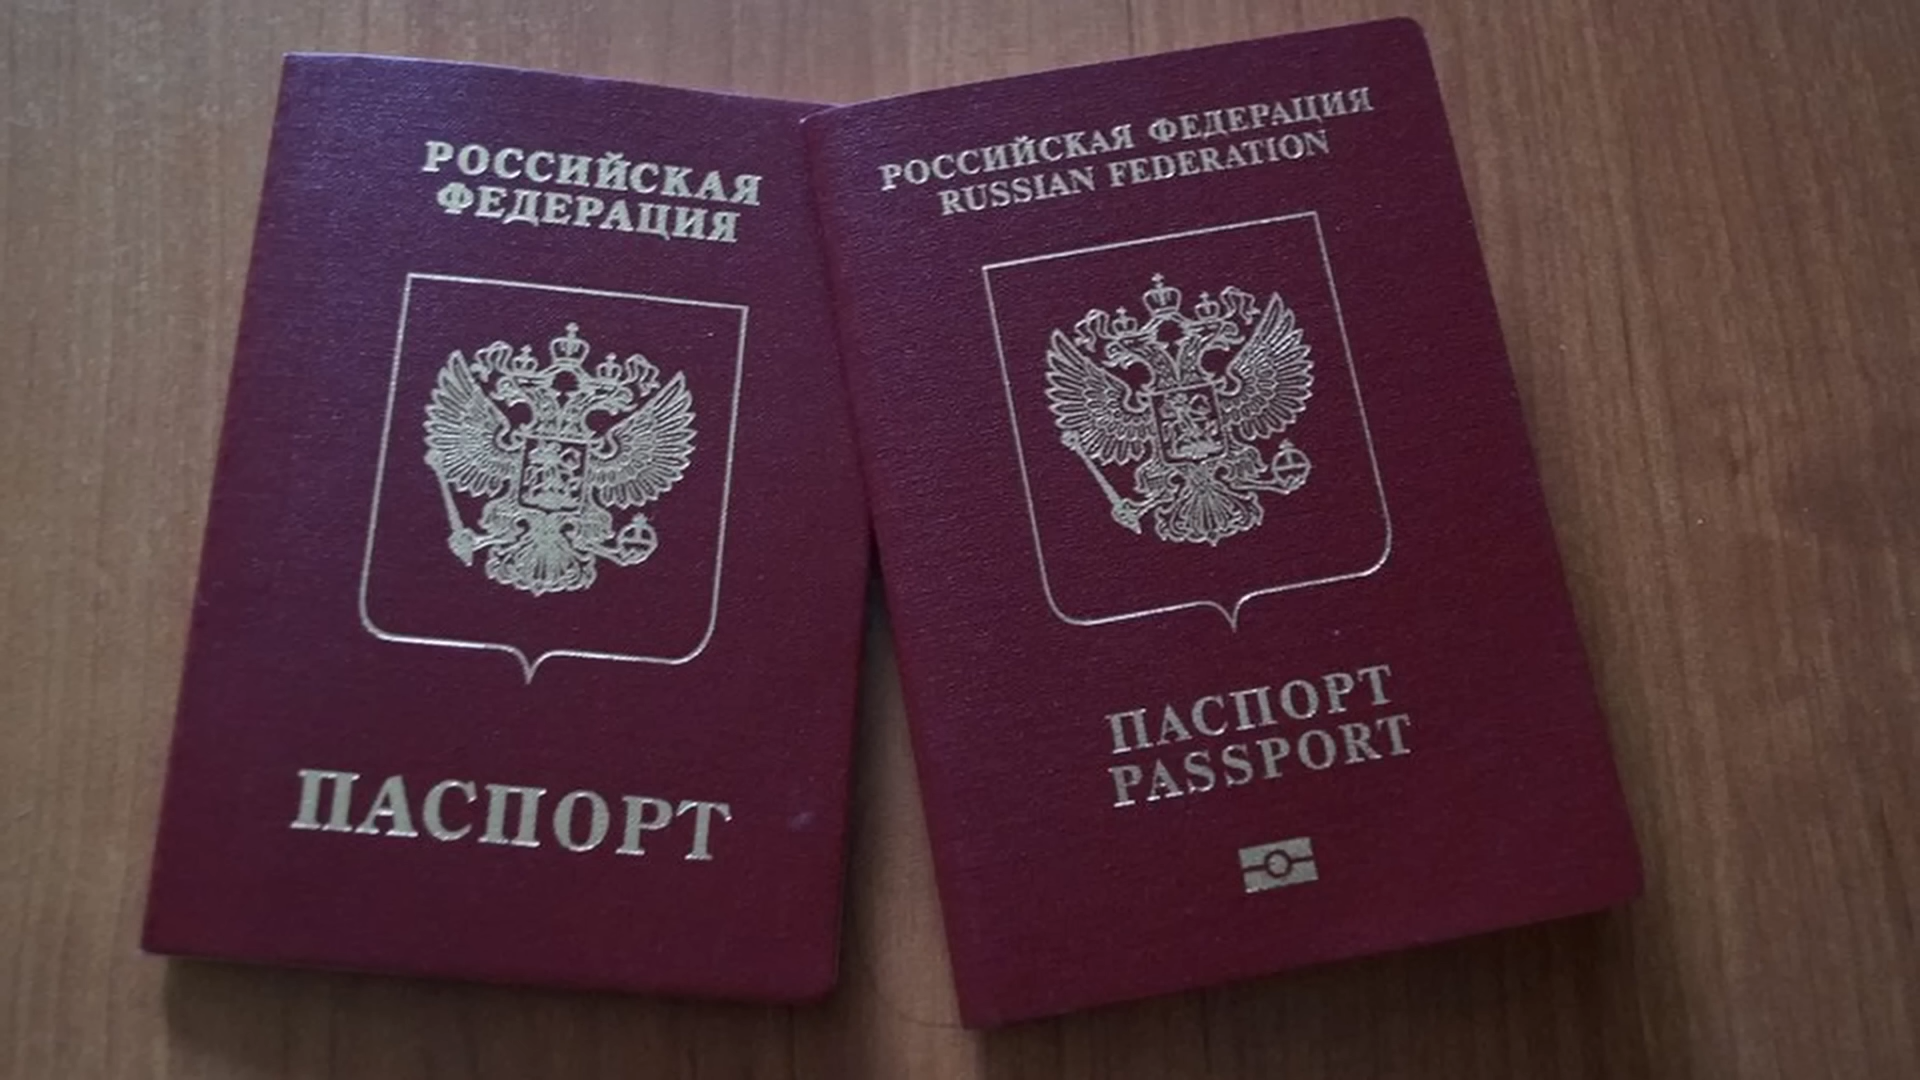 РОССИЙСКАЯ
ФЕДЕРАЦИЯ
ПАСПОРТ
РОССИЙСКАЯ ФЕДЕРАЦИЯ
RUSSIAN FEDERATION
ПАСПОРТ
PASSPORT